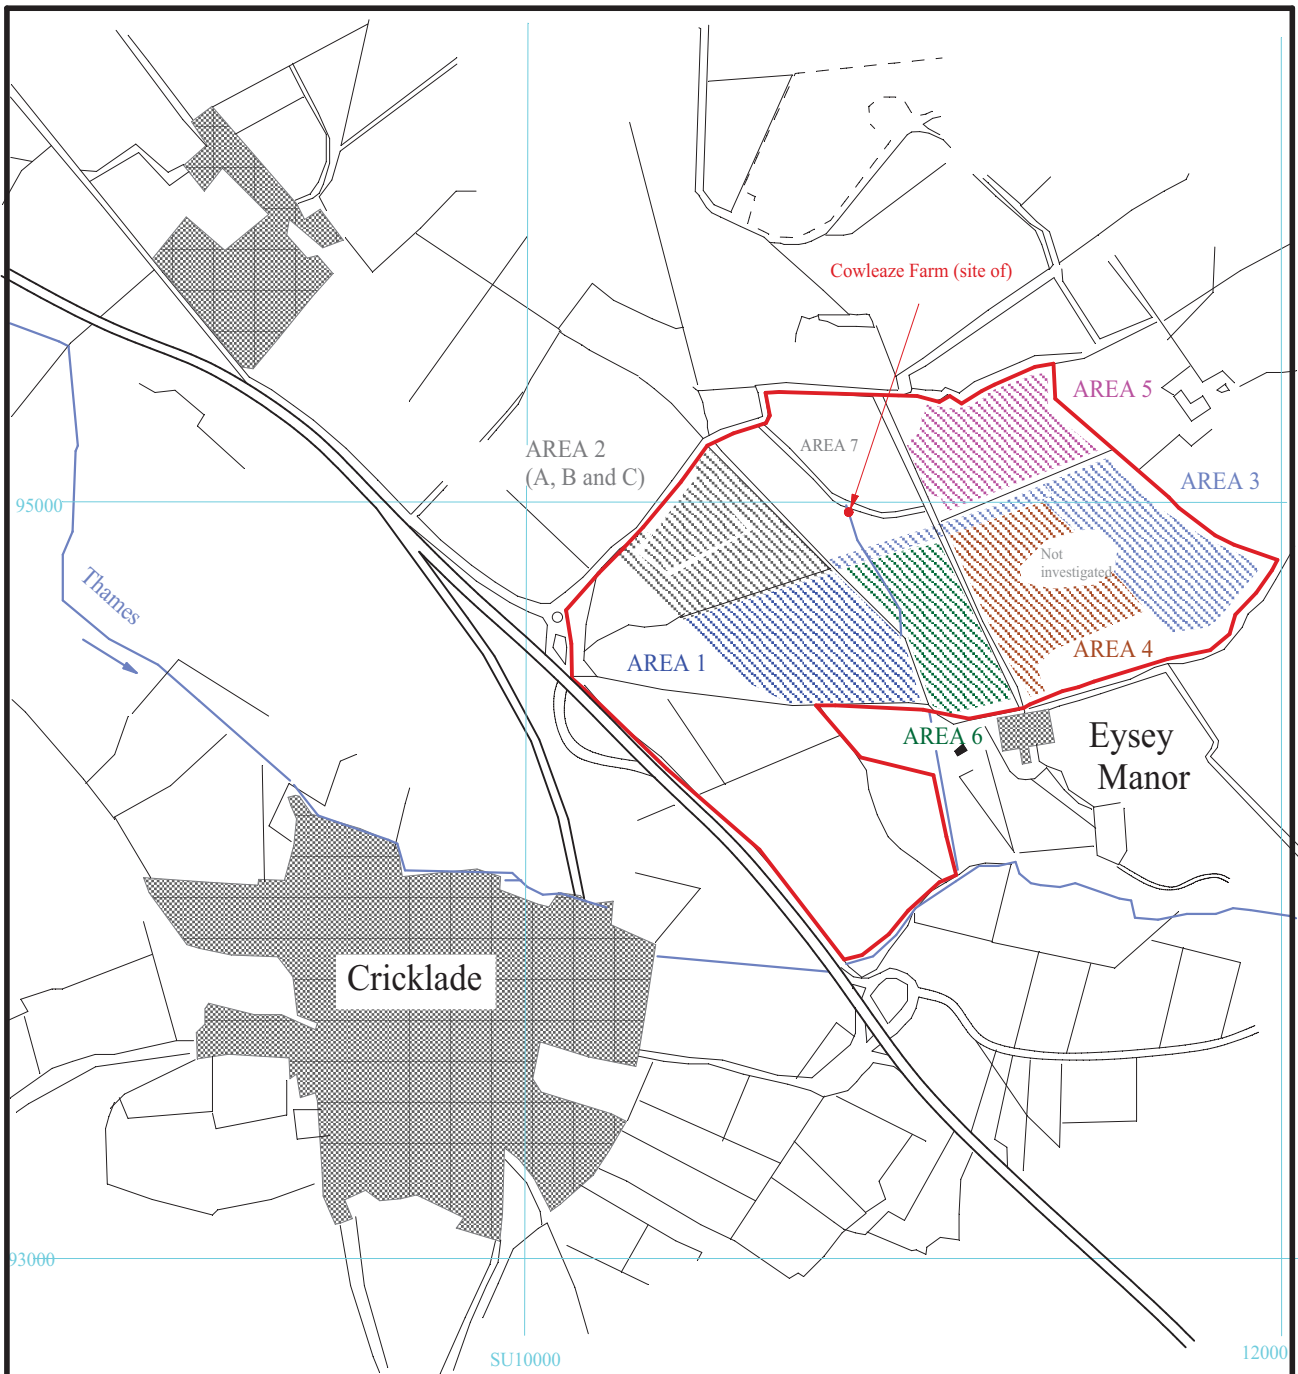 Cowleaze Farm (site of)
AREA 5
AREA 7
AREA 2
(A, B and C)
AREA 3
95000
Not
investigated
Thames
AREA 1
AREA 4
AREA 6
Eysey
Manor
Cricklade
93000
SU10000
12000